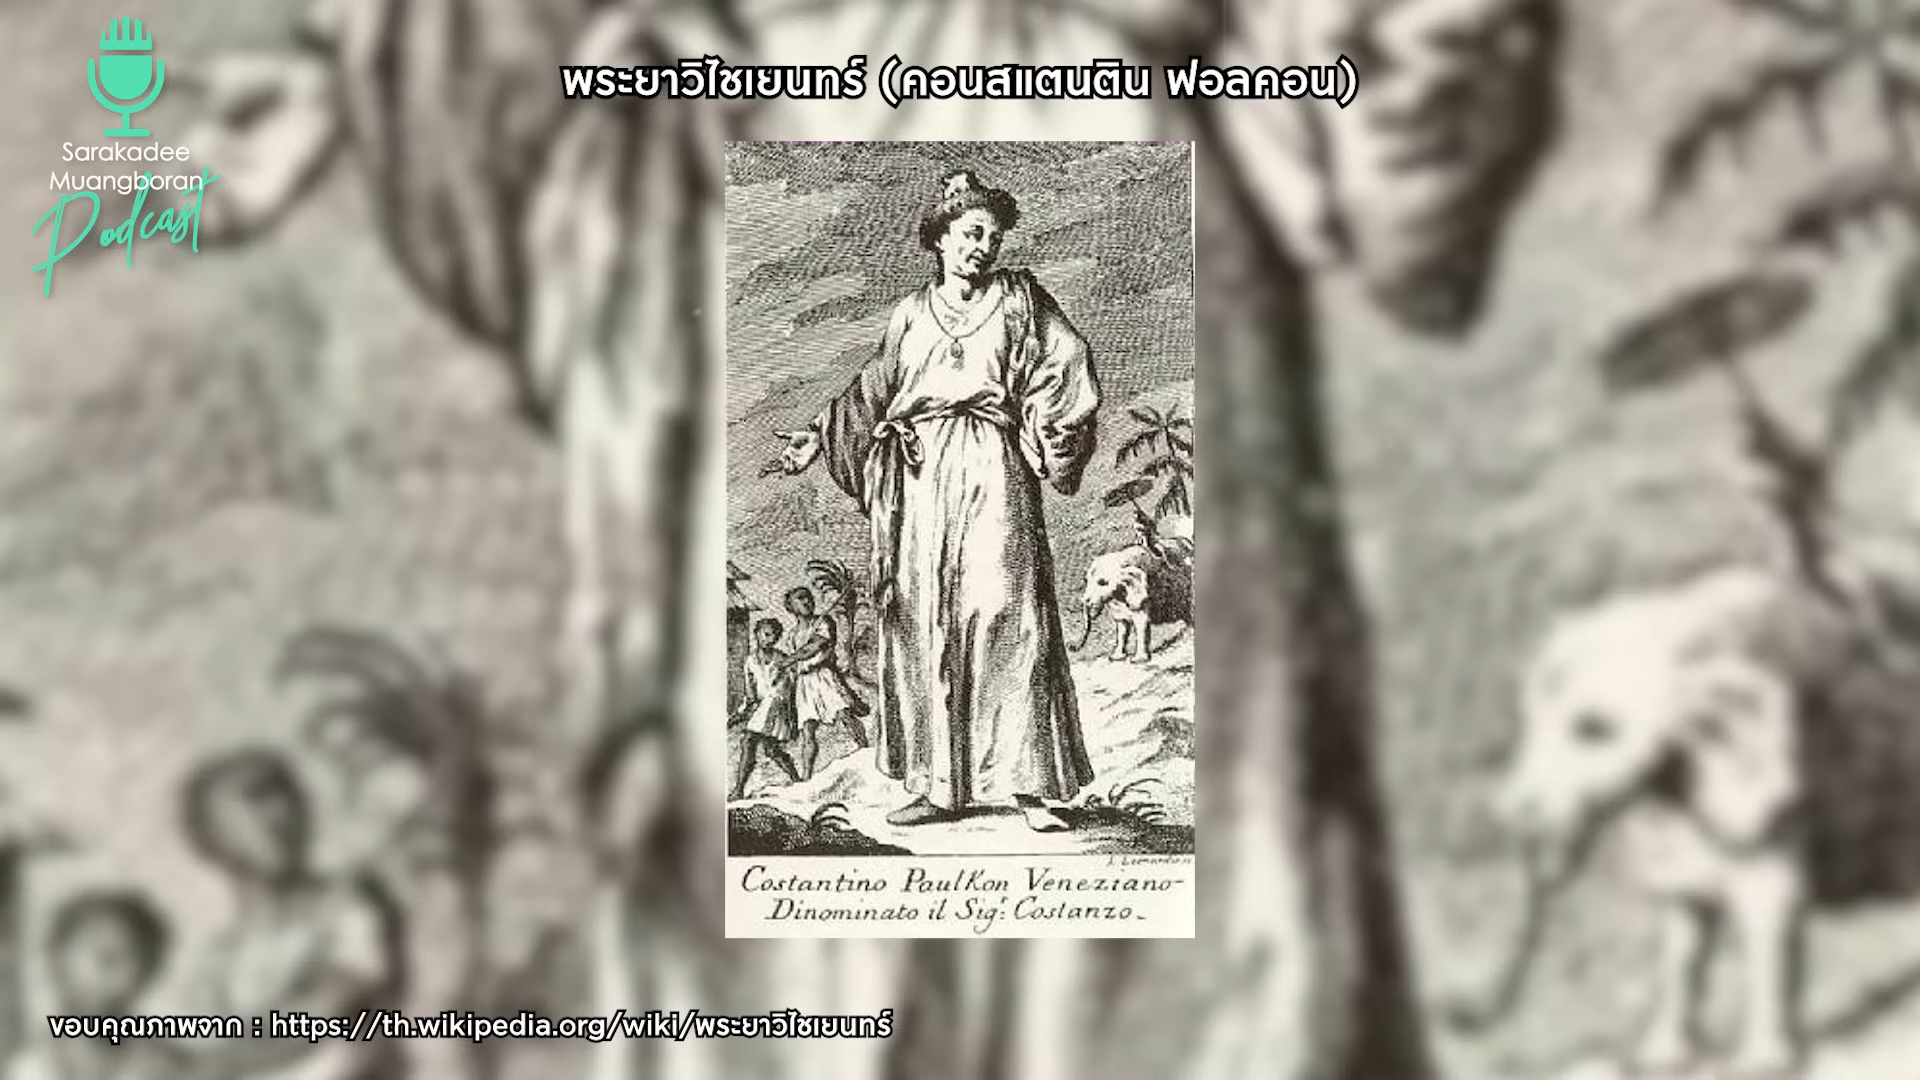 พระยาวิไชเยนทร์ (คอนสแตนติน ฟอลคอน)
Sarakadee
Muangboran
Podcast
Costantino PaulKon Veneziano-
Dinominato il Sigr: Costanzo-
ขอบคุณภาพจาก : https://th.wikipedia.org/wiki/พระยาวิไชเยนทร์